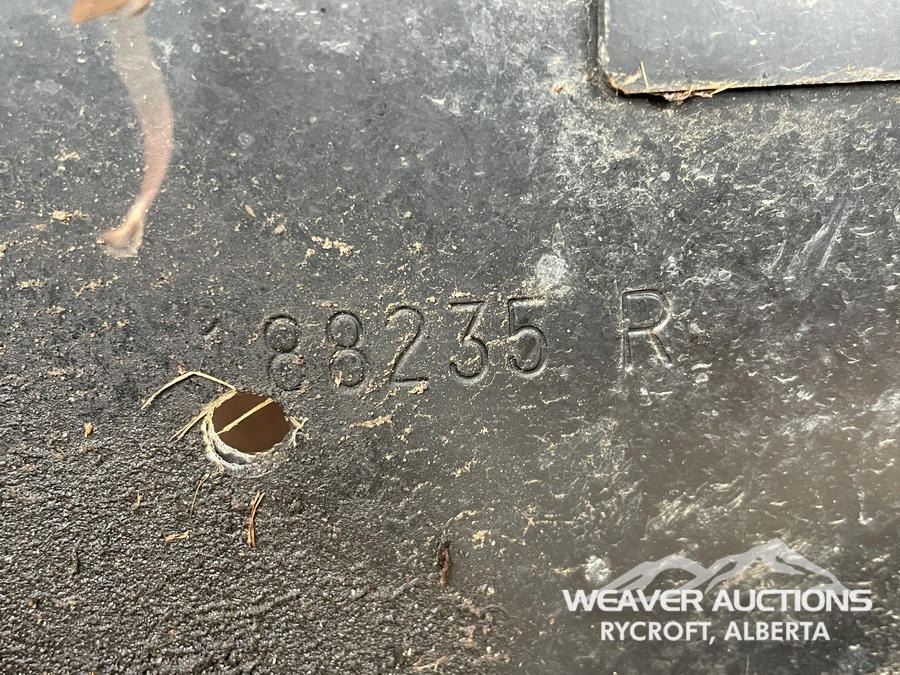 88235 R
WEAVER AUCTIONS
RYCROFT, ALBERTA